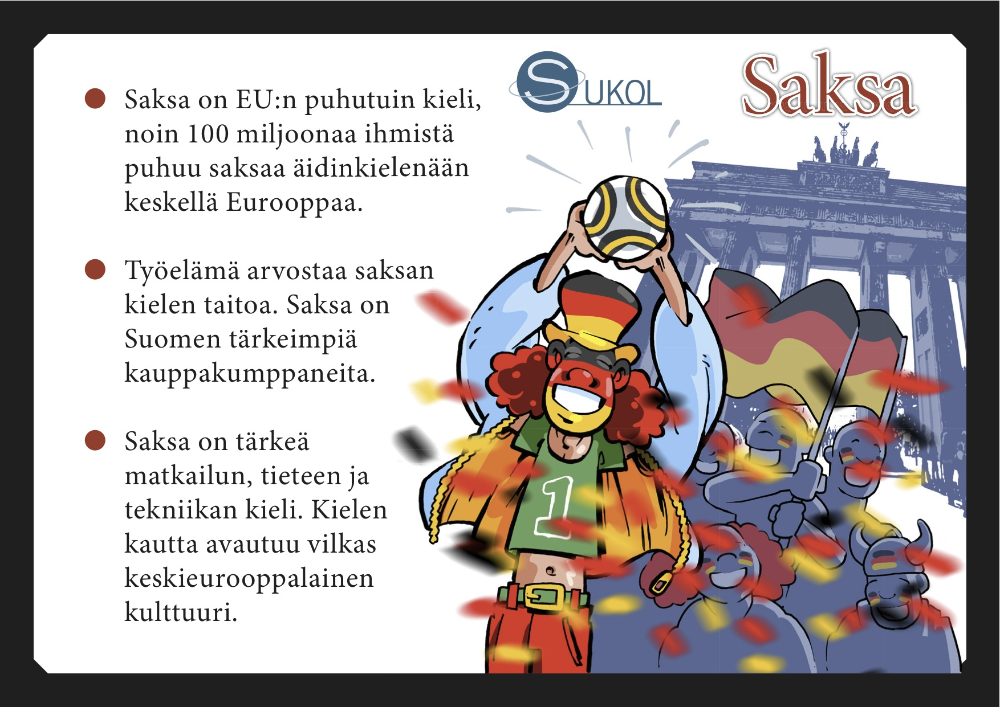 SUKOL
Saksa
Saksa on EU:n puhutuin kieli,
noin 100 miljoonaa ihmistä
puhuu saksaa äidinkielenään
keskellä Eurooppaa.
Työelämä arvostaa saksan
kielen taitoa. Saksa on
Suomen tärkeimpiä
kauppakumppaneita.
Saksa on tärkeä
matkailun, tieteen ja
tekniikan kieli. Kielen
kautta avautuu vilkas
keskieurooppalainen
kulttuuri.
1